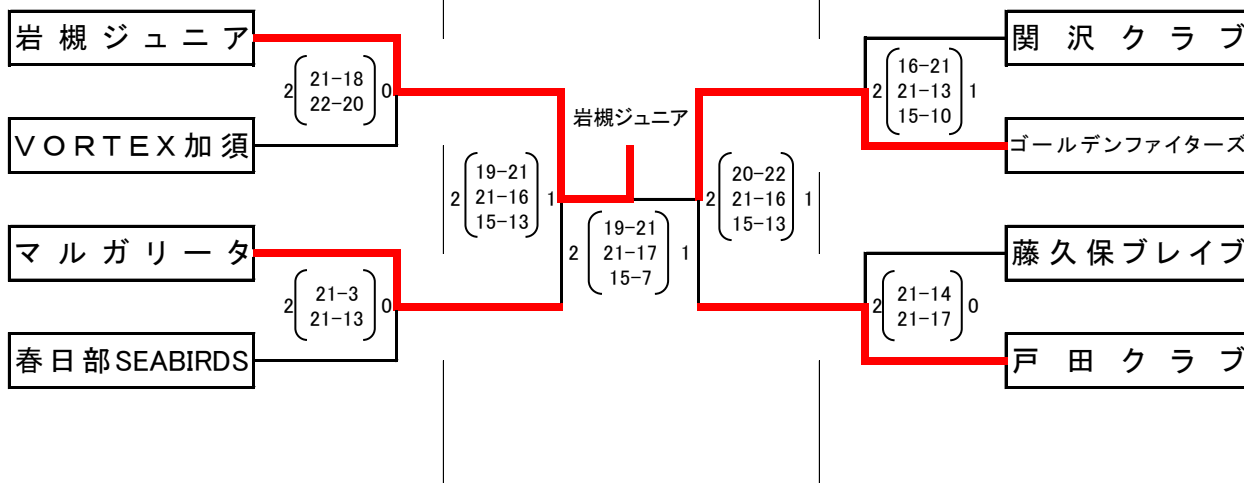 岩槻ジュニア
2 21-18 0
22-20
VORTEX加須
マルガリータ
2 21-3 0
21-13
春日部SEABIRDS
19-21
2 21-16 1
15-13
岩槻ジュニア
19-21
2 21-17 1
15-7
20-22
2 21-16 1
15-13
関沢クラブ
16-21
2 21-13 1
15-10
ゴールデンファイターズ
藤久保ブレイブ
2 21-14 0
21-17
戸田クラブ